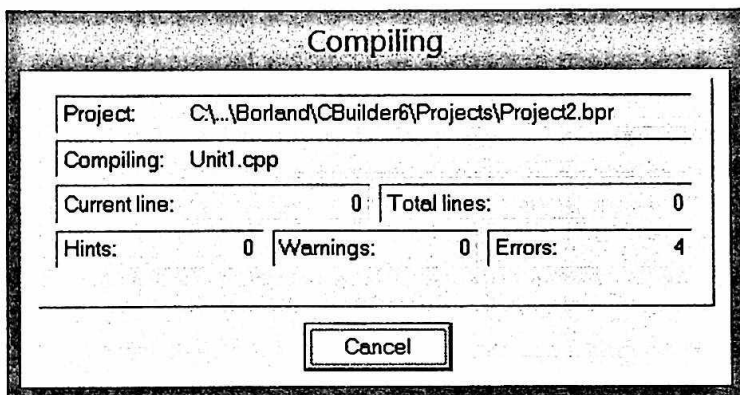 Compiling
Project: C:\...\Borland\CBuilder6\Projects\Project2.bpr
Compiling: Unit1.cpp
Current line: 0 Total lines: 0
Hints: 0 Warnings: 0 Errors: 4
Cancel